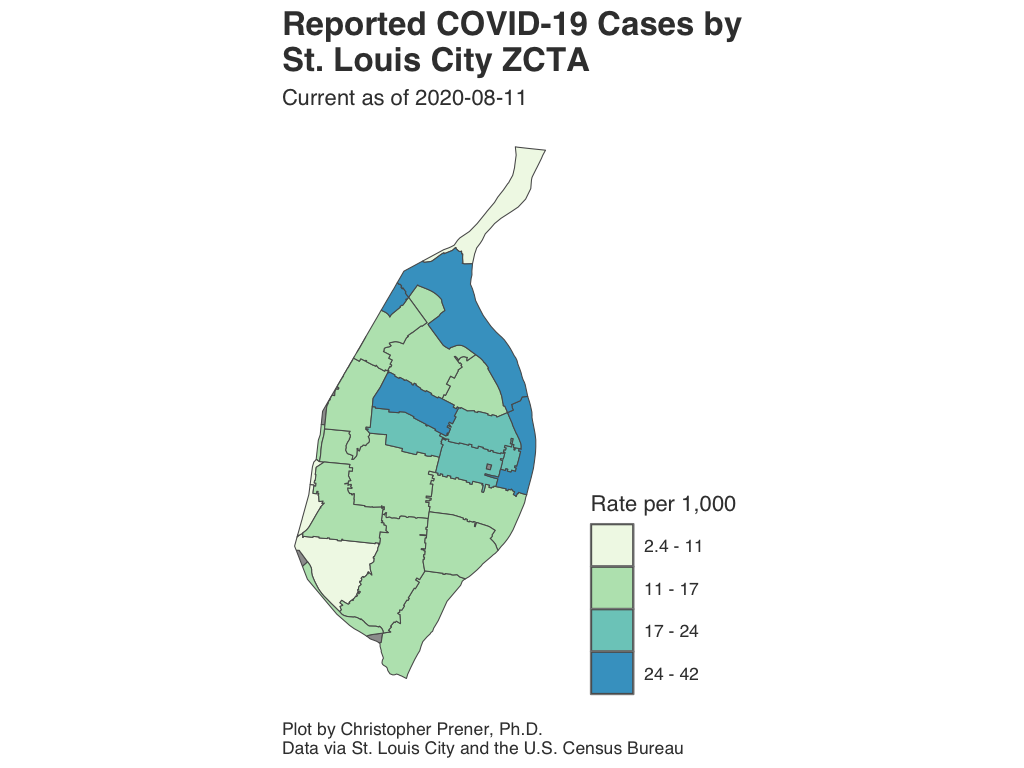 Reported COVID-19 Cases by
St. Louis City ZCTA
Current as of 2020-08-11
Rate per 1,000
2.4 - 11
11 - 17
17 - 24
24 - 42
Plot by Christopher Prener, Ph.D.
Data via St. Louis City and the U.S. Census Bureau